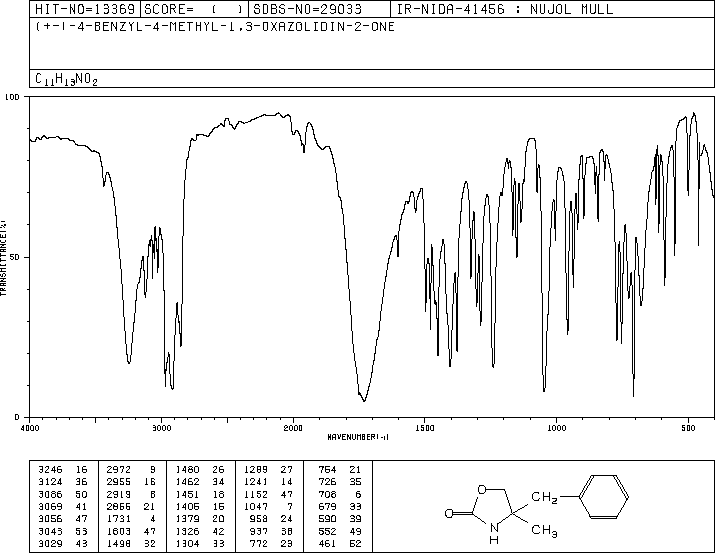 HIT-NO=13369 SCORE= ( ) SDBS-NO=29033 IR-NIDA-41456 : NUJOL MULL
(+-)-4-BENZYL-4-METHYL-1,3-OXAZOLIDIN-2-ONE
C11H13NO2
100
50
0
TRANSMITTANCE(%)
4000 3000 2000 1500 1000 500
WAVENUMBER(-1)
3246 16 2972 9 1480 26 1289 27 754 21
3124 36 2955 16 1462 34 1241 14 726 35
3086 50 2919 8 1451 18 1152 47 708 6
3069 41 2866 21 1405 15 1047 7 679 33
3056 47 1731 4 1379 20 958 24 590 39
3043 53 1603 47 1326 42 937 38 552 49
3029 43 1498 32 1304 33 772 23 461 52
O CH2
O
N
H
CH3